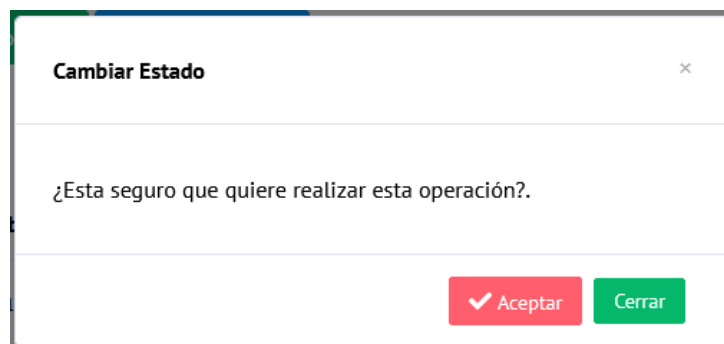 Cambiar Estado ×
¿Esta seguro que quiere realizar esta operación?.
Aceptar Cerrar